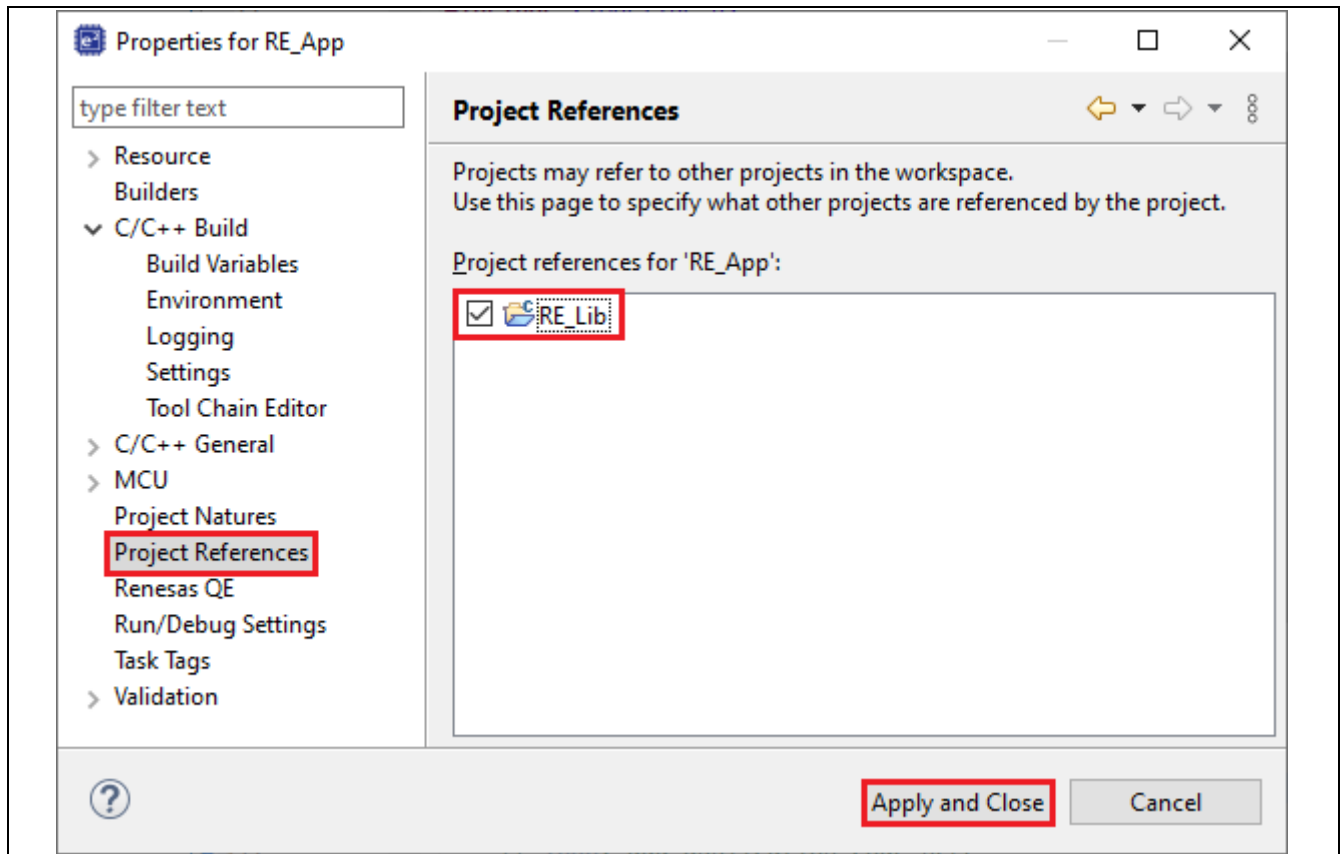 Properties for RE_App
type filter text
Resource
Builders
C/C++ Build
Build Variables
Environment
Logging
Settings
Tool Chain Editor
C/C++ General
MCU
Project Natures
Project References
Renesas QE
Run/Debug Settings
Task Tags
Validation
Project References
Projects may refer to other projects in the workspace.
Use this page to specify what other projects are referenced by the project.
Project references for 'RE_App':
RE_Lib
Apply and Close
Cancel